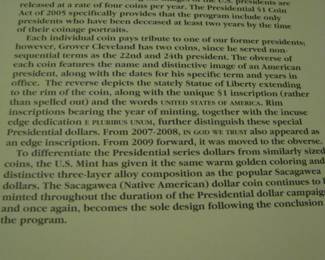 of the U.S. presidents are
released at a rate of four coins per year. The Presidential $1 Coin
Act of 2005 specifically provides that the program include only
presidents who have been deceased at least two years by the time
of their coinage portraits.
Each individual coin pays tribute to one of our former presidents;
however, Grover Cleveland has two coins, since he served non-
sequential terms as the 22nd and 24th president. The obverse of
each coin features the name and distinctive image of an American
president, along with the dates for his specific term and years in
office. The reverse depicts the stately Statue of Liberty extending
to the rim of the coin, along with the unique $1 inscription (rather
than spelled out) and the words UNITED STATES OF AMERICA. Rim
inscriptions bearing the year of minting, together with the incuse
edge dedication E PLURIBUS UNUM, further distinguish these special
Presidential dollars. From 2007-2008, IN GOD WE TRUST also appeared as
an edge inscription. From 2009 forward, it was moved to the obverse.
To differentiate the Presidential series dollars from similarly sized
coins, the U.S. Mint has given it the same warm golden coloring and
distinctive three-layer alloy composition as the popular Sacagawea
dollars. The Sacagawea (Native American) dollar coin continues to
minted throughout the duration of the Presidential dollar campaig
and once again, becomes the sole design following the conclusion
the program.